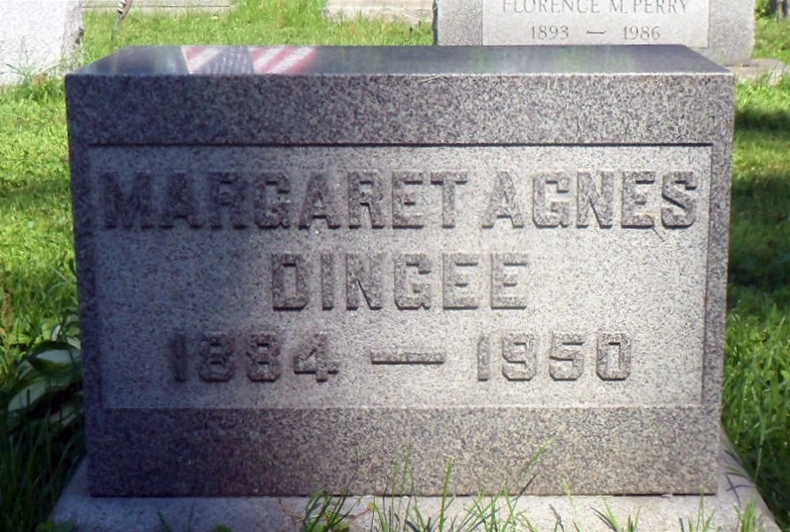 FLORENCE M. PERRY
1893 — 1986
MARGARET AGNES
DINGEE
1884 — 1950